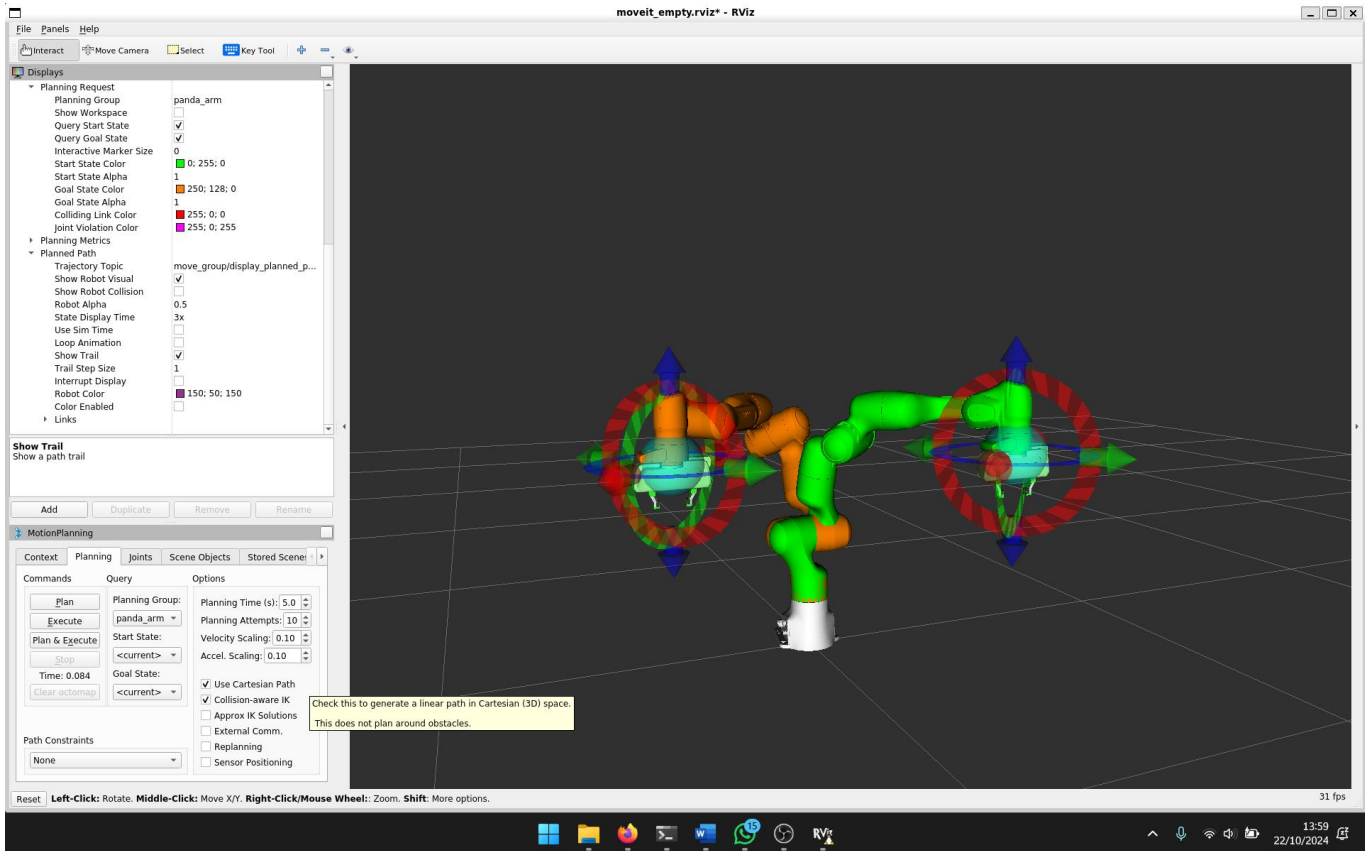 moveit_empty.rviz* - RViz
File Panels Help
Interact Move Camera Select Key Tool
Displays
Planning Request
Planning Group panda_arm
Show Workspace
Query Start State
Query Goal State
Interactive Marker Size 0
Start State Color 0; 255; 0
Start State Alpha 1
Goal State Color 250; 128; 0
Goal State Alpha 1
Colliding Link Color 255; 0; 0
Joint Violation Color 255; 0; 255
Planning Metrics
Planned Path
Trajectory Topic move_group/display_planned_p...
Show Robot Visual
Show Robot Collision
Robot Alpha 0.5
State Display Time 3x
Use Sim Time
Loop Animation
Show Trail
Trail Step Size 1
Interrupt Display
Robot Color 150; 50; 150
Color Enabled
Links
Show Trail
Show a path trail
Add Duplicate Remove Rename
MotionPlanning
Context Planning Joints Scene Objects Stored Scenes
Commands Query Options
Plan
Execute
Plan & Execute
Stop
Time: 0.084
Clear octomap
Planning Group:
panda_arm
Start State:
<current>
Goal State:
<current>
Planning Time (s): 5.0
Planning Attempts: 10
Velocity Scaling: 0.10
Accel. Scaling: 0.10
Use Cartesian Path
Collision-aware IK
Approx IK Solutions
External Comm.
Replanning
Sensor Positioning
Check this to generate a linear path in Cartesian (3D) space.
This does not plan around obstacles.
Path Constraints
None
Reset Left-Click: Rotate. Middle-Click: Move X/Y. Right-Click/Mouse Wheel:: Zoom. Shift: More options. 31 fps
15
RViz
13:59
22/10/2024